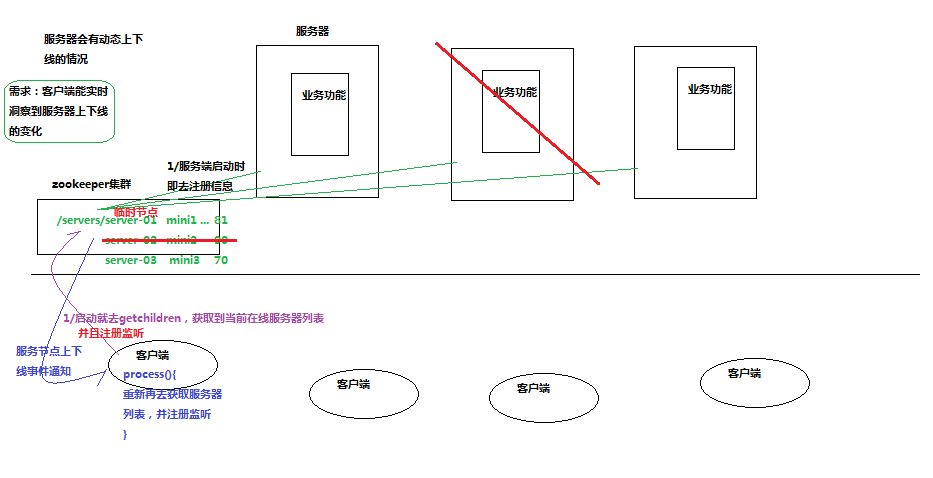 服务器会有动态上下
线的情况
服务器
需求：客户端能实时
洞察到服务器上下线
的变化
业务功能
业务功能
业务功能
1/服务端启动时
即去注册信息
zookeeper集群
临时节点
/servers/server-01 mini1 ... 81
server-02 mini2
server-03 mini3 70
1/启动就去getchildren，获取到当前在线服务器列表
并且注册监听
服务节点上下
线事件通知
客户端
process(){
重新再去获取服务器
列表，并注册监听
}
客户端
客户端
客户端